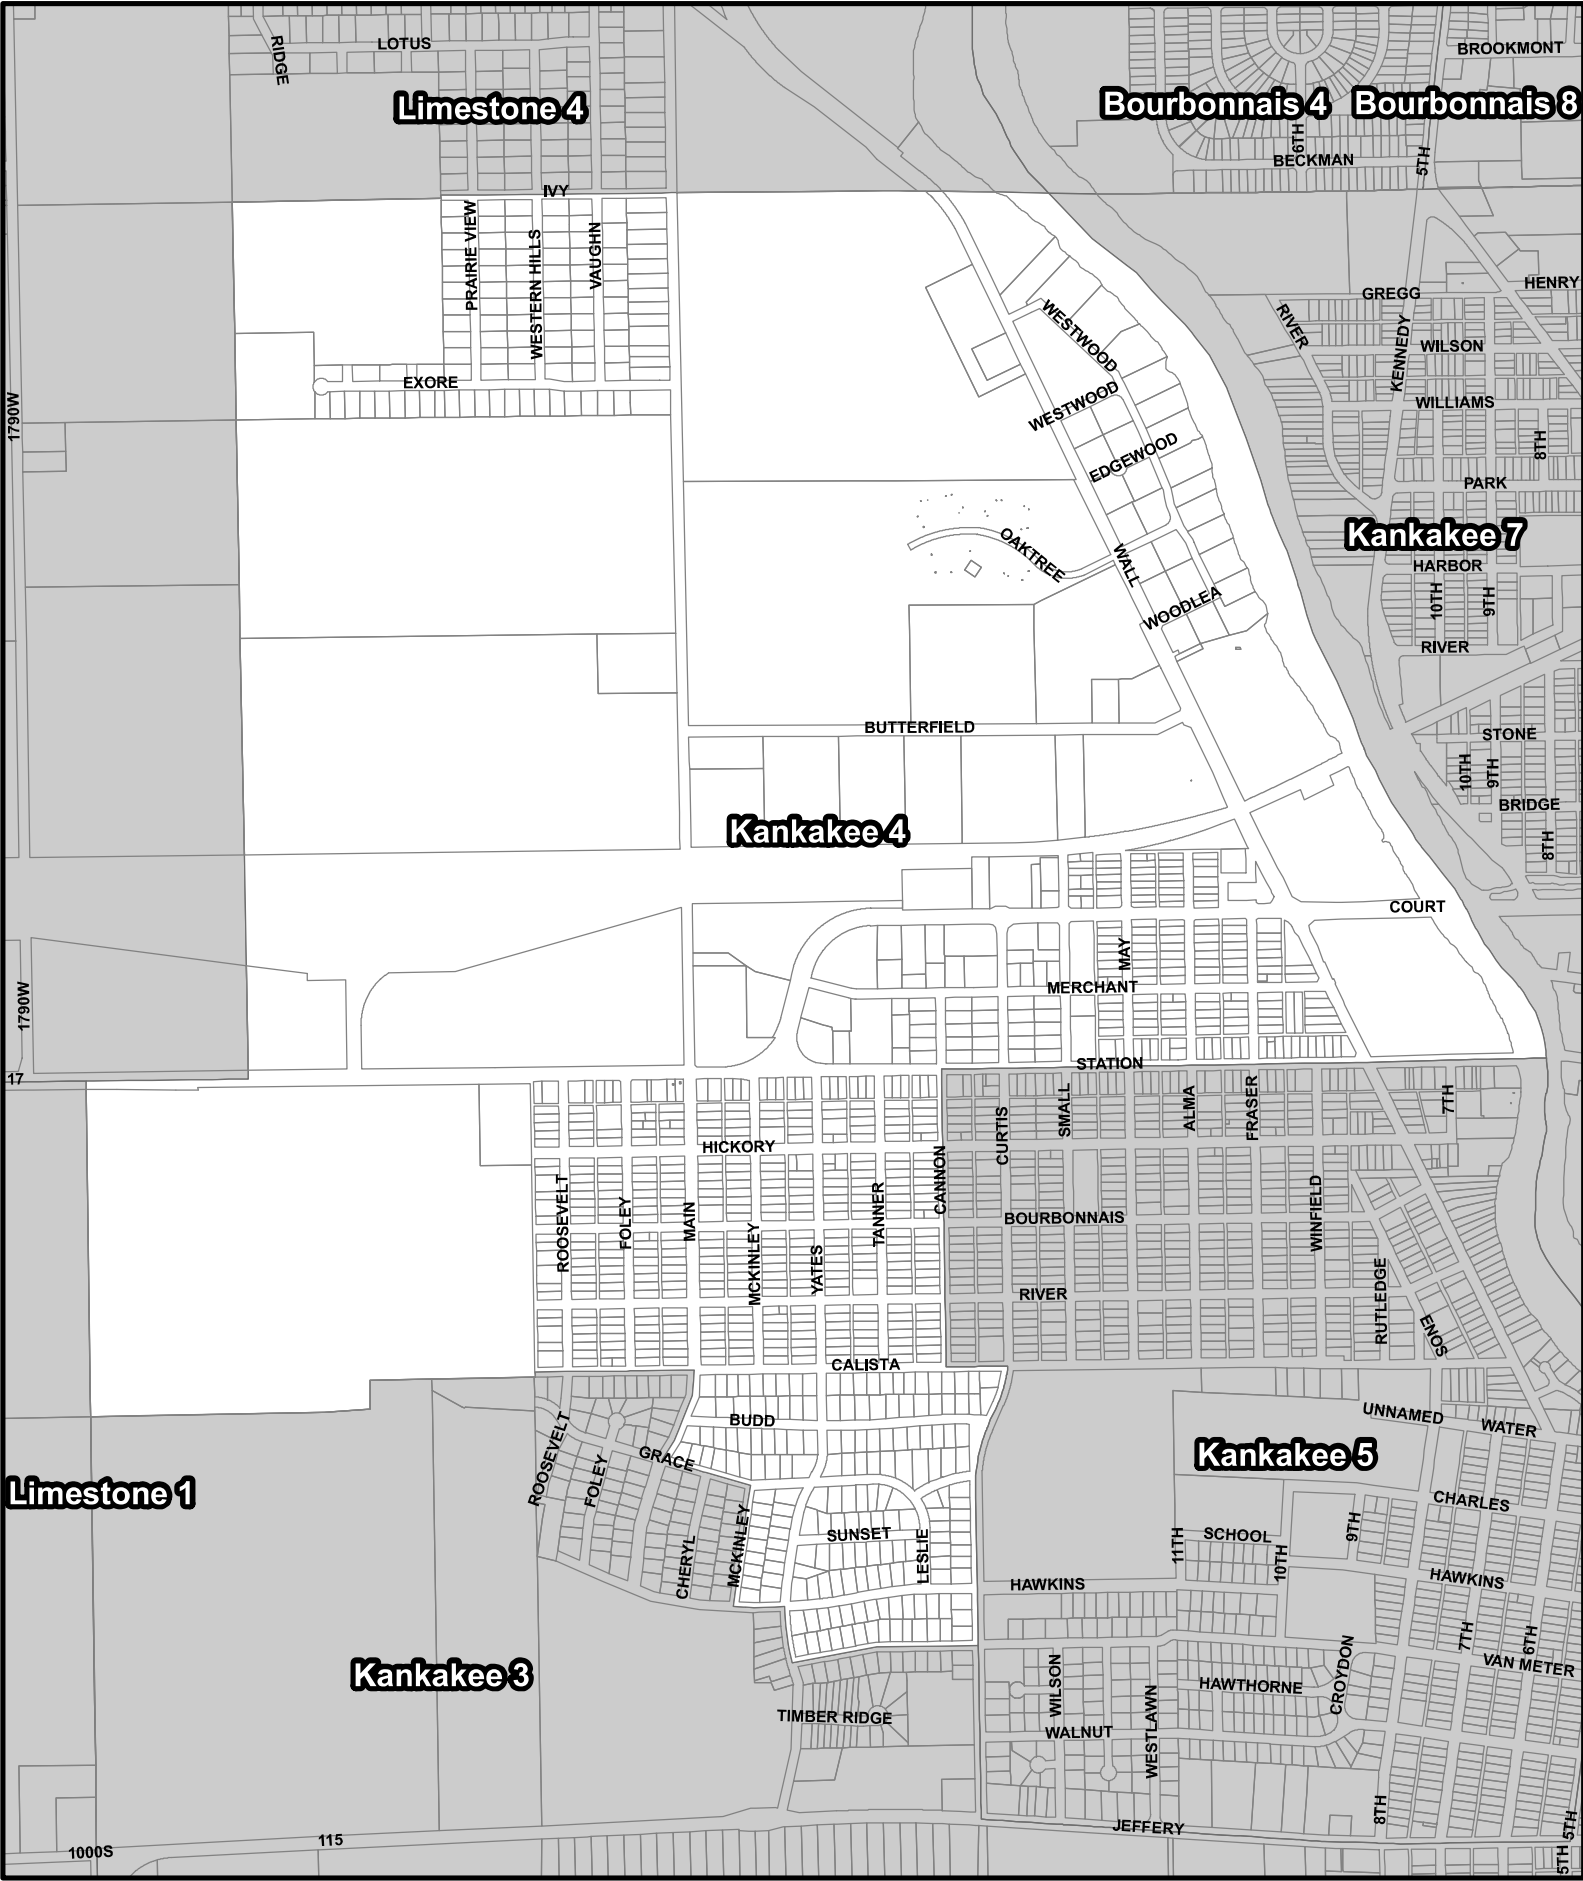 LOTUS
RIDGE
BROOKMONT
Limestone 4
Bourbonnais 4
Bourbonnais 8
6TH
BECKMAN
5TH
IVY
PRAIRIE VIEW
WESTERN HILLS
VAUGHN
HENRY
GREGG
RIVER
WESTWOOD
KENNEDY
WILSON
EXORE
WESTWOOD
WILLIAMS
1790W
8TH
EDGEWOOD
PARK
Kankakee 7
OAKTREE
WALL
HARBOR
10TH
9TH
WOODLEA
RIVER
BUTTERFIELD
STONE
10TH
9TH
BRIDGE
Kankakee 4
8TH
COURT
MAY
MERCHANT
1790W
STATION
17
CURTIS
SMALL
ALMA
FRASER
7TH
HICKORY
CANNON
ROOSEVELT
FOLEY
MAIN
TANNER
WINFIELD
BOURBONNAIS
MCKINLEY
YATES
RIVER
RUTLEDGE
ENOS
CALISTA
BUDD
UNNAMED
WATER
ROOSEVELT
GRACE
Kankakee 5
FOLEY
Limestone 1
CHARLES
MCKINLEY
SUNSET
LESLIE
9TH
11TH
SCHOOL
10TH
CHERYL
HAWKINS
HAWKINS
7TH
6TH
VAN METER
Kankakee 3
WILSON
HAWTHORNE
CROYDON
TIMBER RIDGE
WALNUT
WESTLAWN
8TH
5TH
JEFFERY
115
1000S
5TH